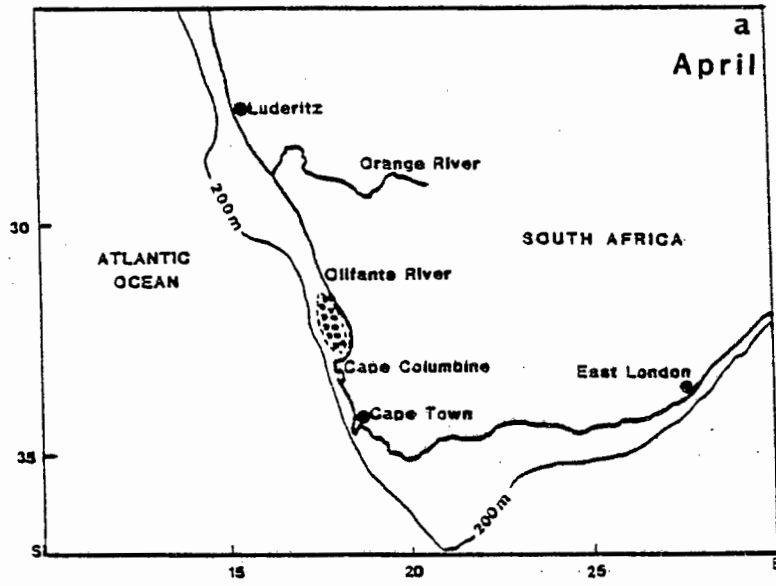 a
April
Luderitz
Orange River
200m
30
SOUTH AFRICA
ATLANTIC
OCEAN
Olifants River
Cape Columbine
East London
Cape Town
35
200m
S
15
20
25
E